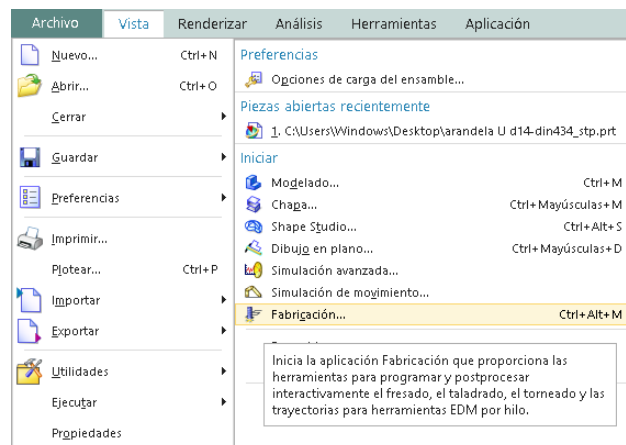 Archivo Vista Renderizar Análisis Herramientas Aplicación
Nuevo... Ctrl+N
Abrir... Ctrl+O
Cerrar
Guardar
Preferencias
Imprimir...
Plotear... Ctrl+P
Importar
Exportar
Utilidades
Ejecutar
Propiedades
Preferencias
Opciones de carga del ensamble...
Piezas abiertas recientemente
1. C:\Users\Windows\Desktop\arandela U d14-din434_stp.prt
Iniciar
Modelado... Ctrl+M
Chapa... Ctrl+Mayúsculas+M
Shape Studio... Ctrl+Alt+S
Dibujo en plano... Ctrl+Mayúsculas+D
Simulación avanzada...
Simulación de movimiento...
Fabricación... Ctrl+Alt+M
Inicia la aplicación Fabricación que proporciona las
herramientas para programar y postprocesar
interactivamente el fresado, el taladrado, el torneado y las
trayectorias para herramientas EDM por hilo.